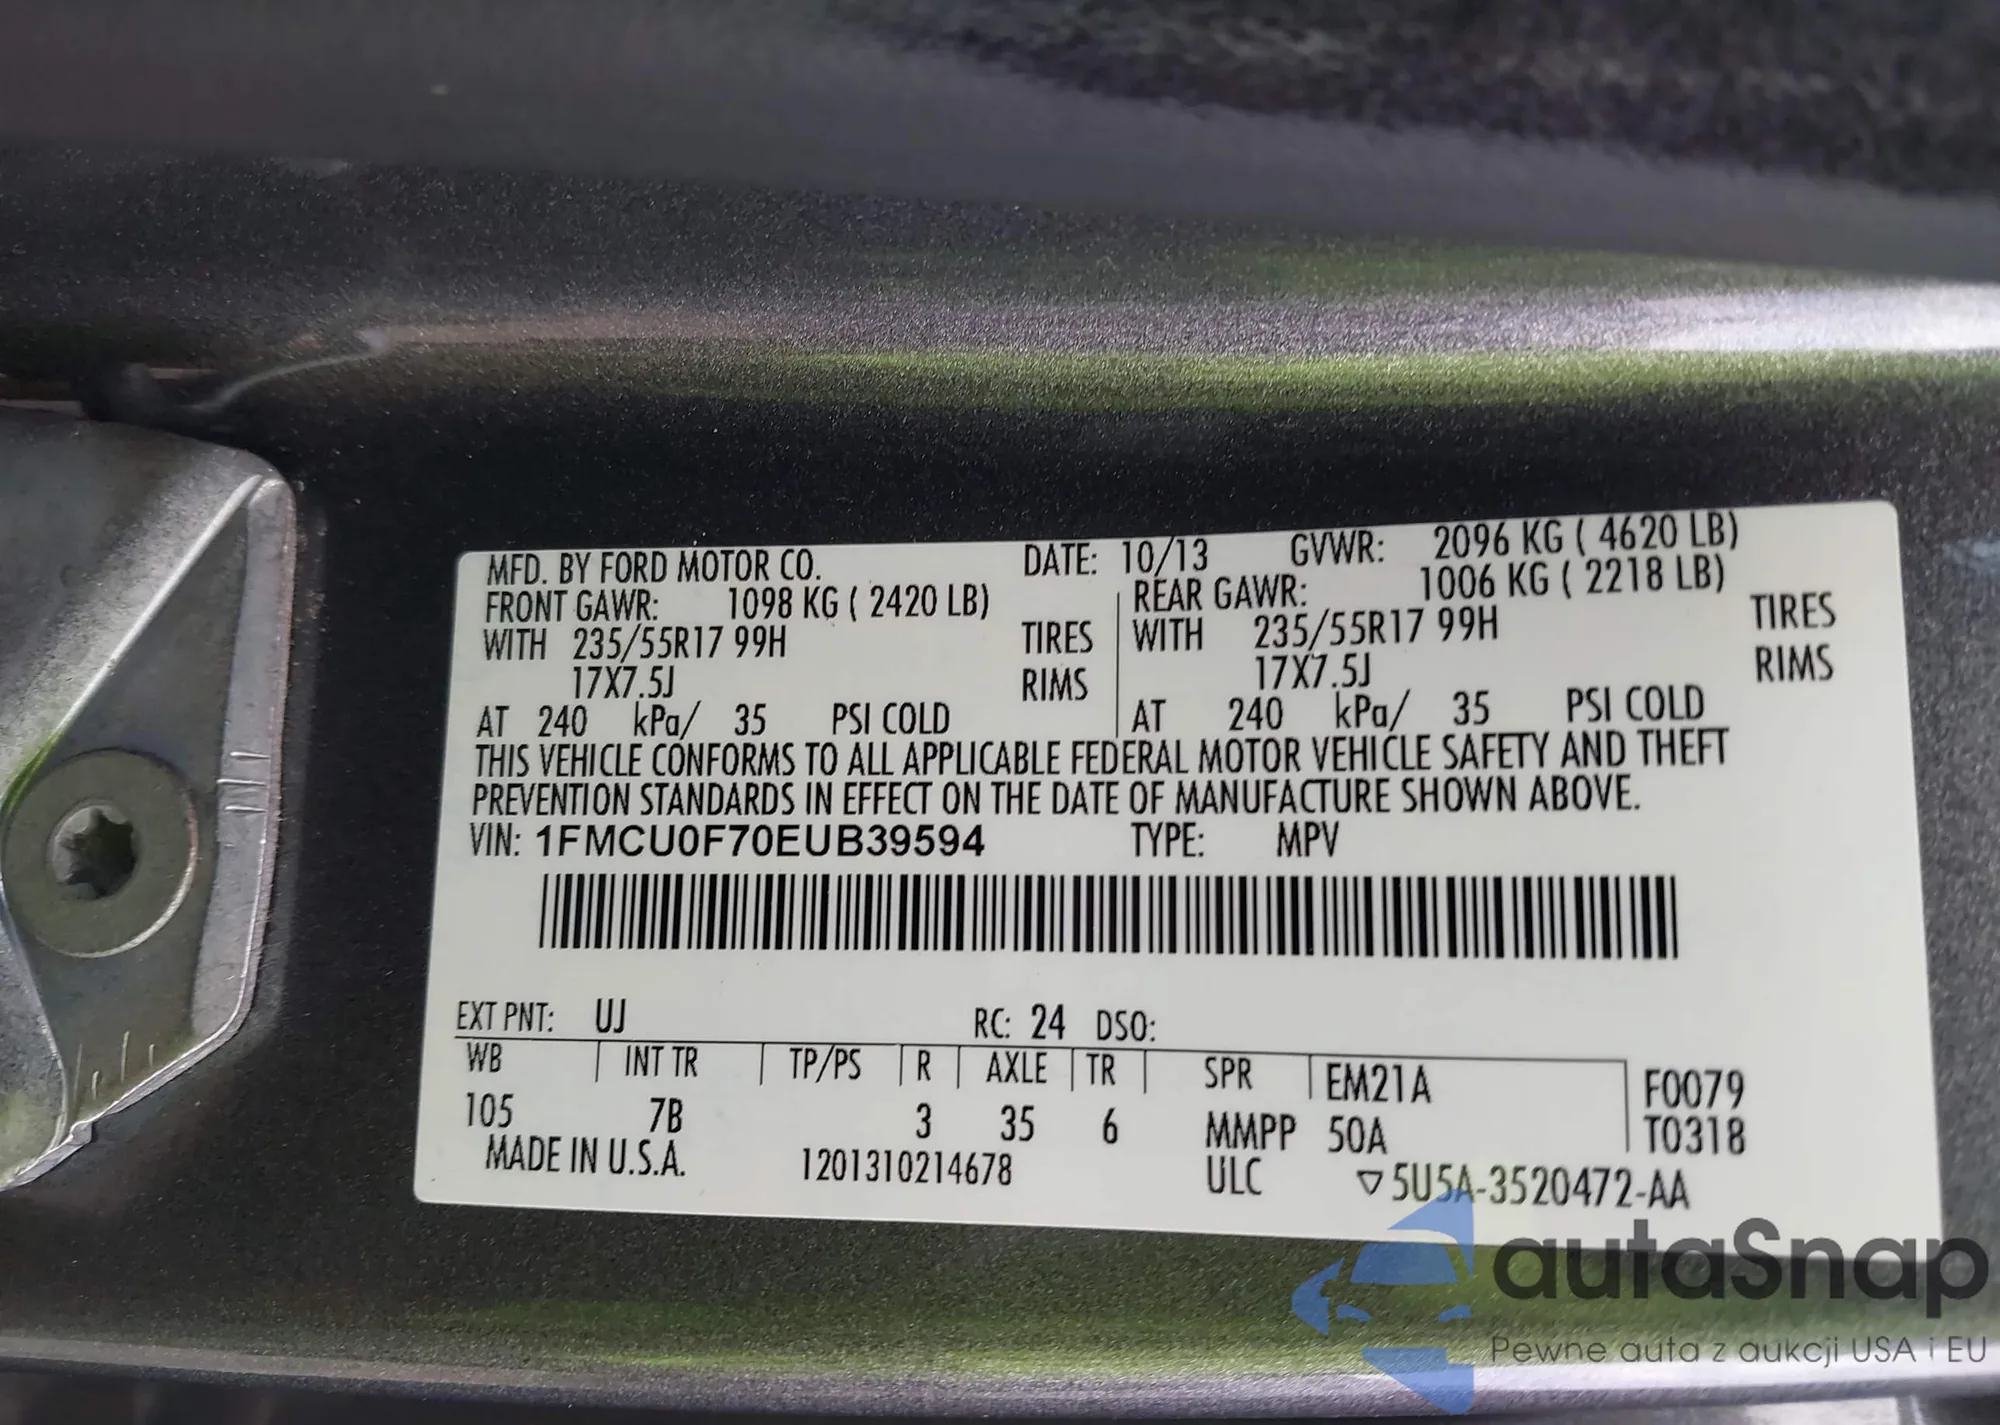 MFD. BY FORD MOTOR CO. DATE: 10/13 GVWR: 2096 KG ( 4620 LB)
FRONT GAWR: 1098 KG ( 2420 LB) REAR GAWR: 1006 KG ( 2218 LB)
WITH 235/55R17 99H TIRES WITH 235/55R17 99H TIRES
17X7.5J RIMS 17X7.5J RIMS
AT 240 kPa/ 35 PSI COLD AT 240 kPa/ 35 PSI COLD
THIS VEHICLE CONFORMS TO ALL APPLICABLE FEDERAL MOTOR VEHICLE SAFETY AND THEFT
PREVENTION STANDARDS IN EFFECT ON THE DATE OF MANUFACTURE SHOWN ABOVE.
VIN: 1FMCU0F70EUB39594 TYPE: MPV
EXT PNT: UJ RC: 24 DSO:
WB INT TR TP/PS R AXLE TR SPR EM21A F0079
105 7B 3 35 6 MMPP 50A T0318
MADE IN U.S.A. 1201310214678 ULC ▽5U5A-3520472-AA
autaSnap
Pewne auta z aukcji USA i EU